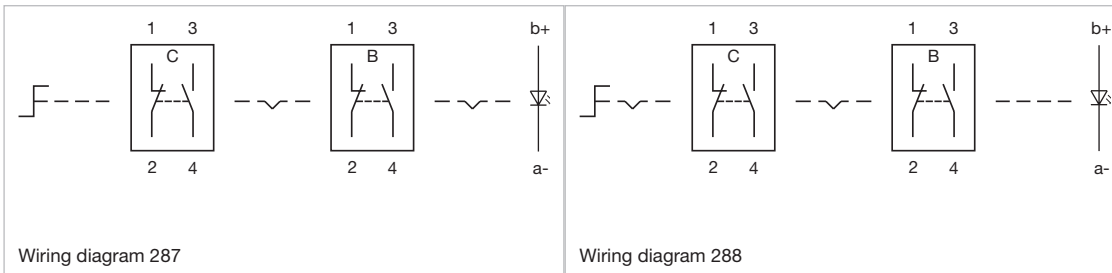 1 3 1 3 b+
C B
2 4 2 4 a-
Wiring diagram 287
1 3 1 3 b+
C B
2 4 2 4 a-
Wiring diagram 288